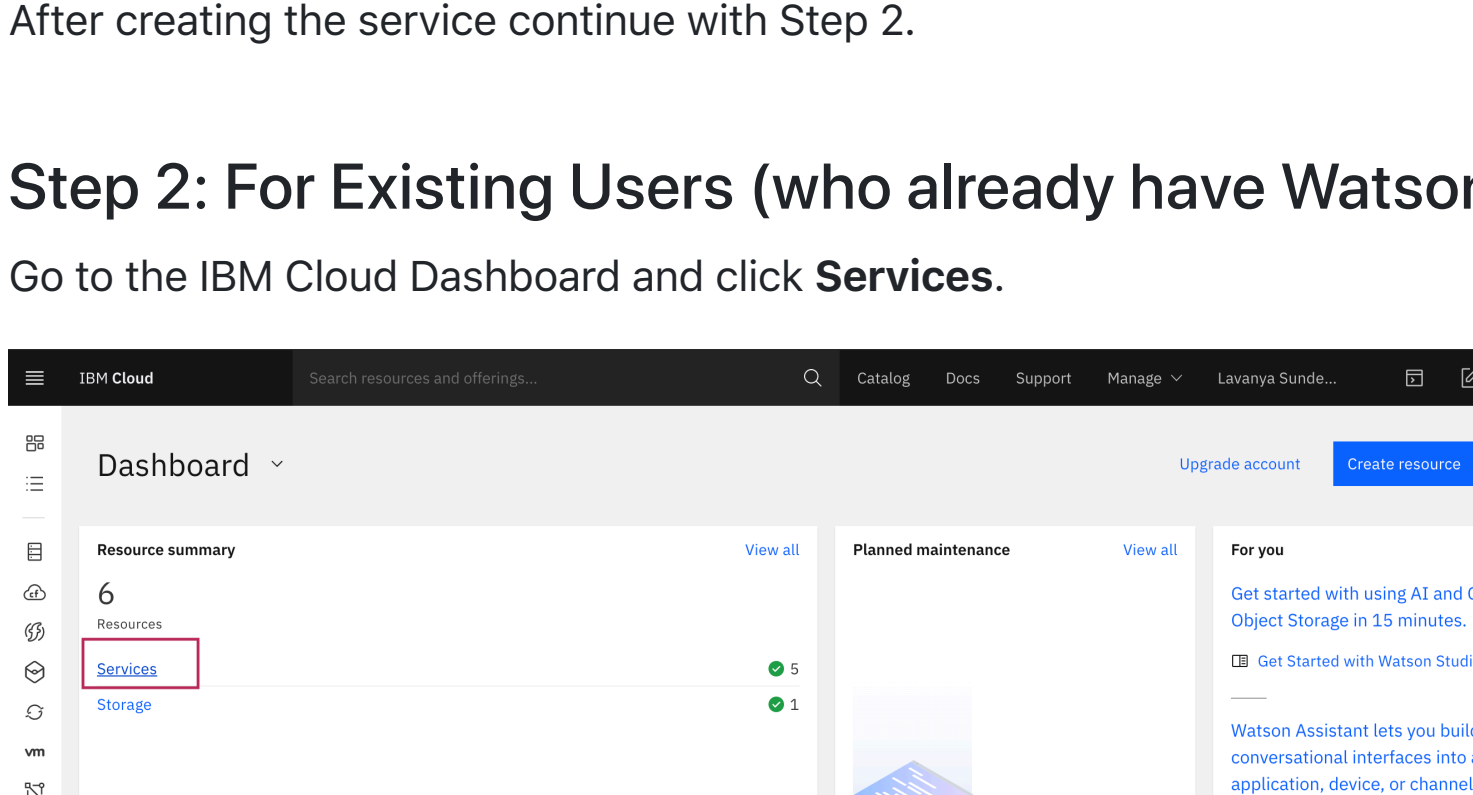 After creating the service continue with Step 2.
Step 2: For Existing Users (who already have Watson
Go to the IBM Cloud Dashboard and click Services.
IBM Cloud
Search resources and offerings...
Catalog
Docs
Support
Manage
Lavanya Sunde...
Dashboard
Upgrade account
Create resource
Resource summary
View all
6
Resources
Services
5
Storage
1
Planned maintenance
View all
For you
Get started with using AI and
Object Storage in 15 minutes.
Get Started with Watson Studi
Watson Assistant lets you build
conversational interfaces into
application, device, or channel
cf
vm